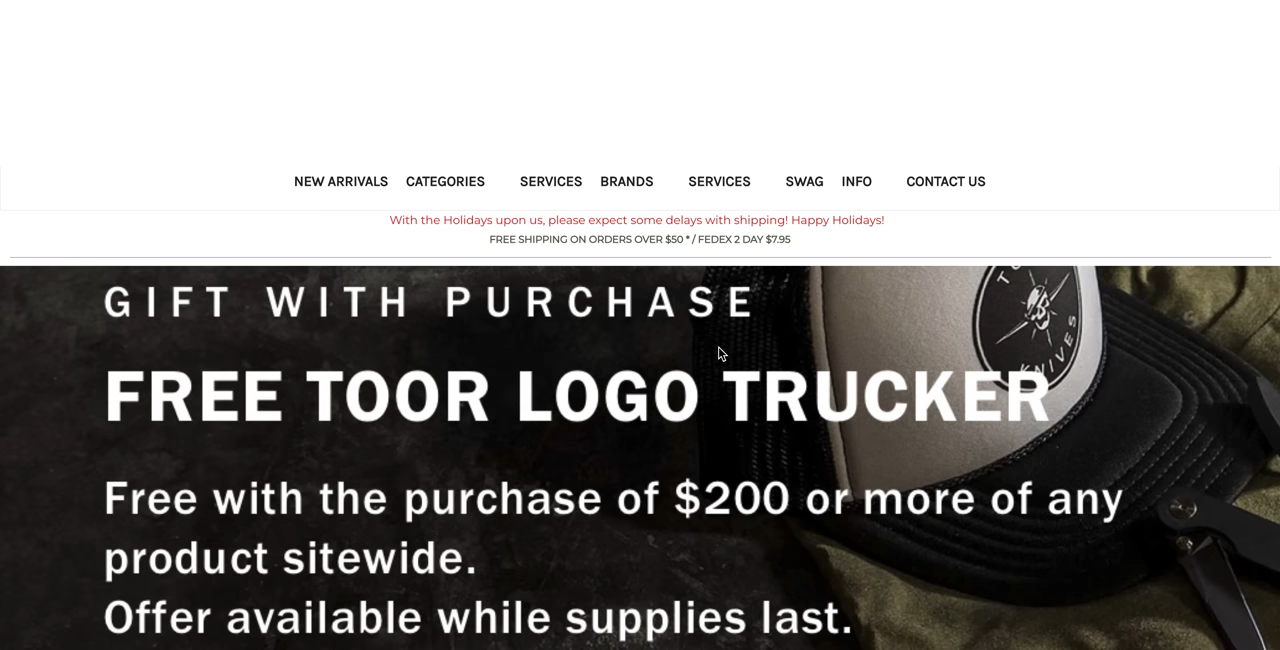 NEW ARRIVALS CATEGORIES SERVICES BRANDS SERVICES SWAG INFO CONTACT US
With the Holidays upon us, please expect some delays with shipping! Happy Holidays!
FREE SHIPPING ON ORDERS OVER $50 * / FEDEX 2 DAY $7.95
GIFT WITH PURCHASE
FREE TOOR LOGO TRUCKER
Free with the purchase of $200 or more of any
product sitewide.
Offer available while supplies last.
KNIVES